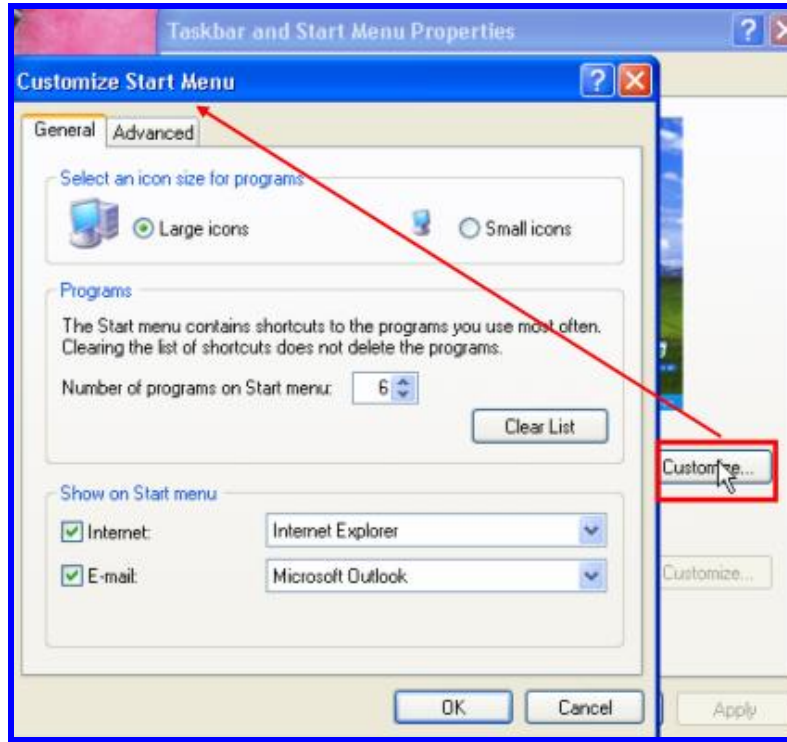 Taskbar and Start Menu Properties
Customize Start Menu
General Advanced
Select an icon size for programs
Large icons Small icons
Programs
The Start menu contains shortcuts to the programs you use most often.
Clearing the list of shortcuts does not delete the programs.
Number of programs on Start menu: 6
Clear List
Customize...
Show on Start menu
Internet: Internet Explorer
E-mail: Microsoft Outlook
Customize...
OK Cancel Apply